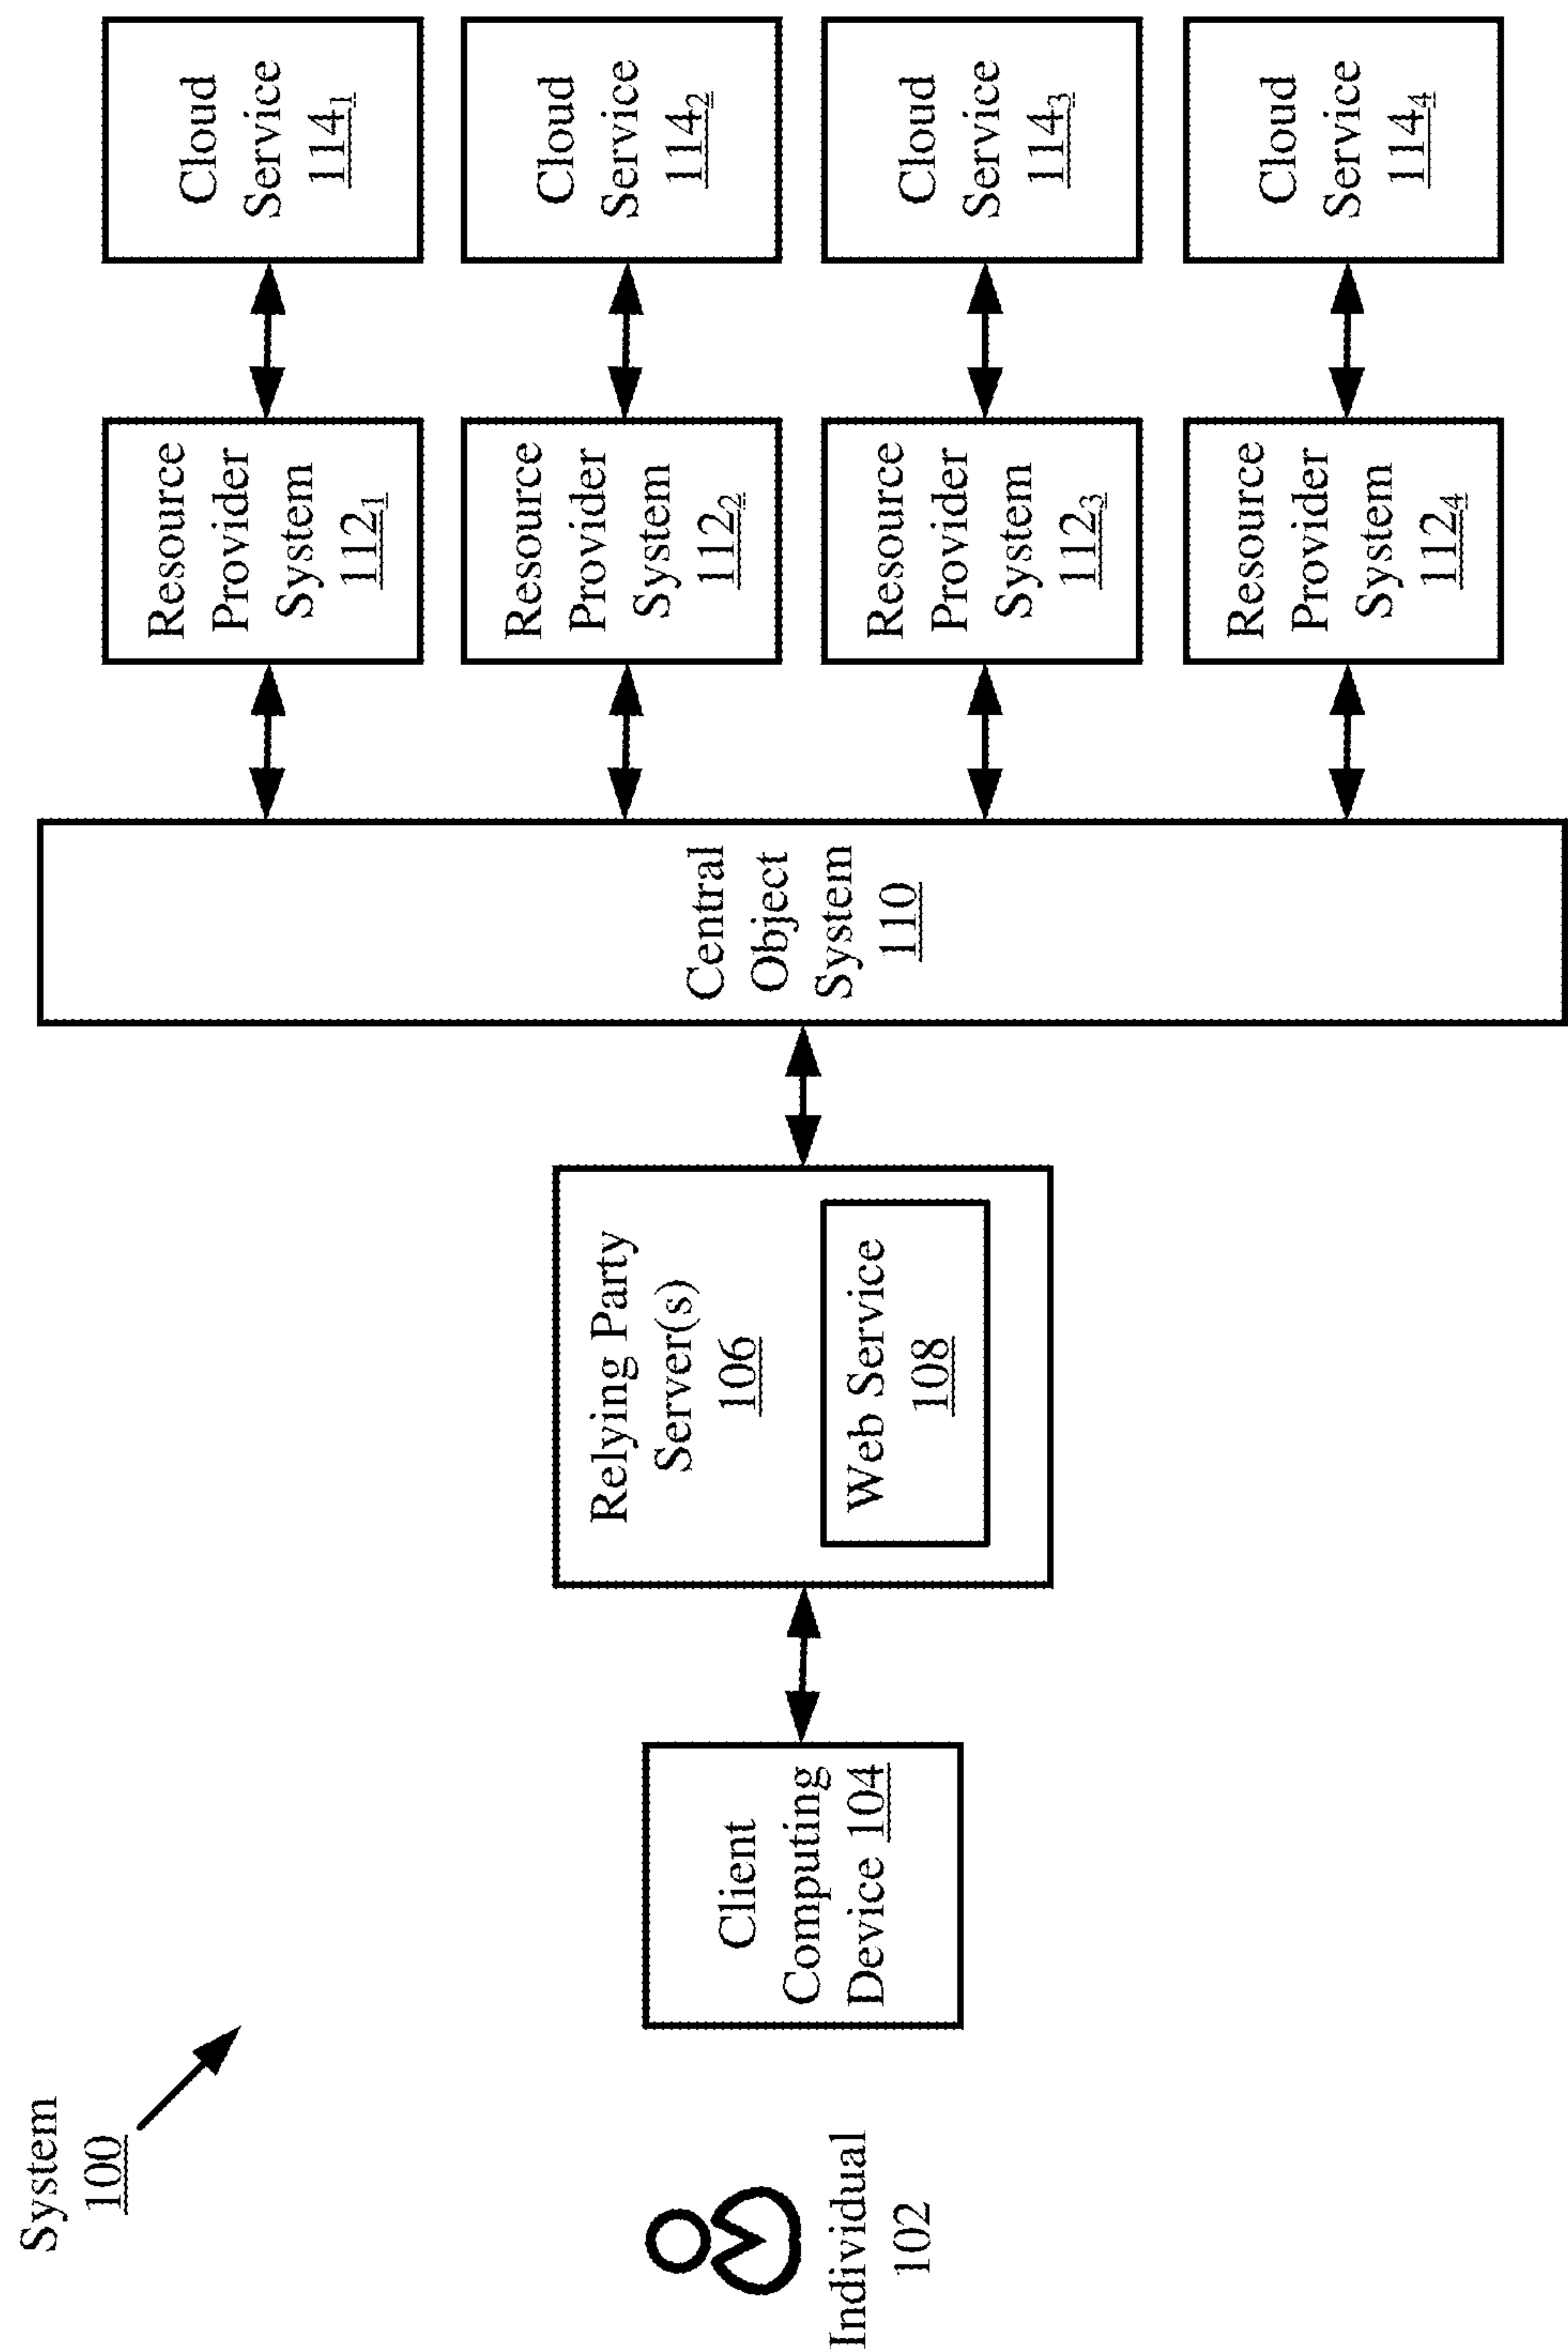 System
100
Individual
102
Client
Computing
Device 104
Relying Party
Server(s)
106
Web Service
108
Central
Object
System
110
Resource
Provider
System
112₁
Cloud
Service
114₁
Resource
Provider
System
112₂
Cloud
Service
114₂
Resource
Provider
System
112₃
Cloud
Service
114₃
Resource
Provider
System
112₄
Cloud
Service
114₄